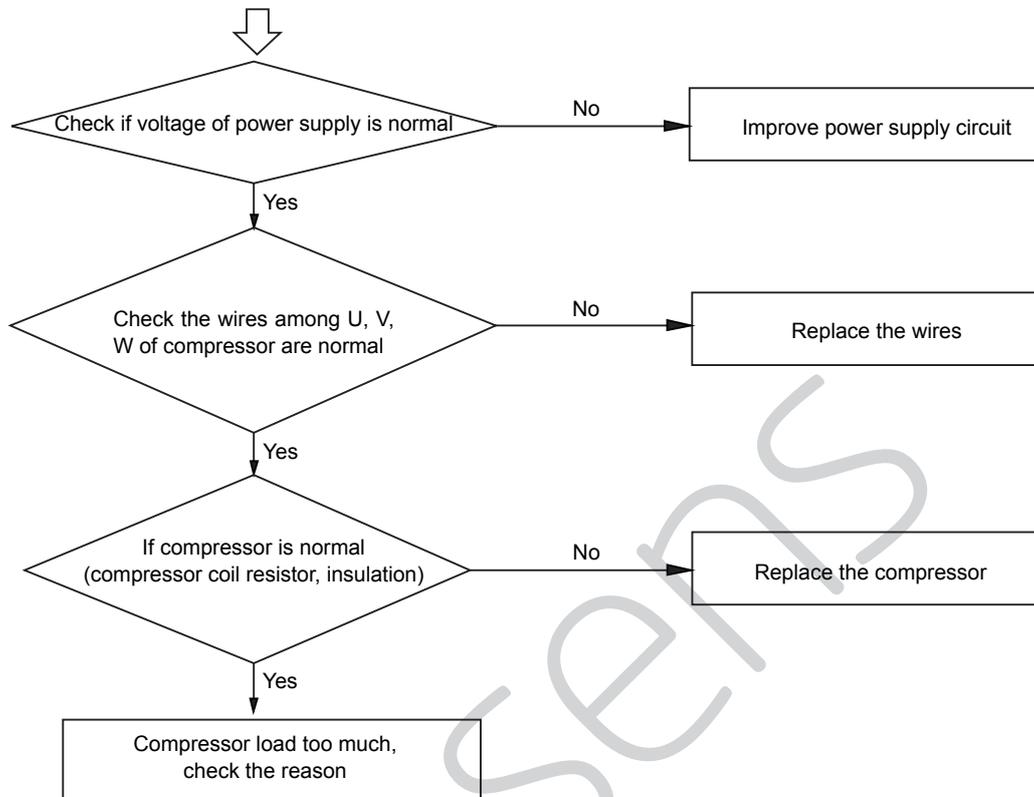 Check if voltage of power supply is normal
No
Improve power supply circuit
Yes
Check the wires among U, V,
W of compressor are normal
No
Replace the wires
Yes
If compressor is normal
(compressor coil resistor, insulation)
No
Replace the compressor
Yes
Compressor load too much,
check the reason
sens